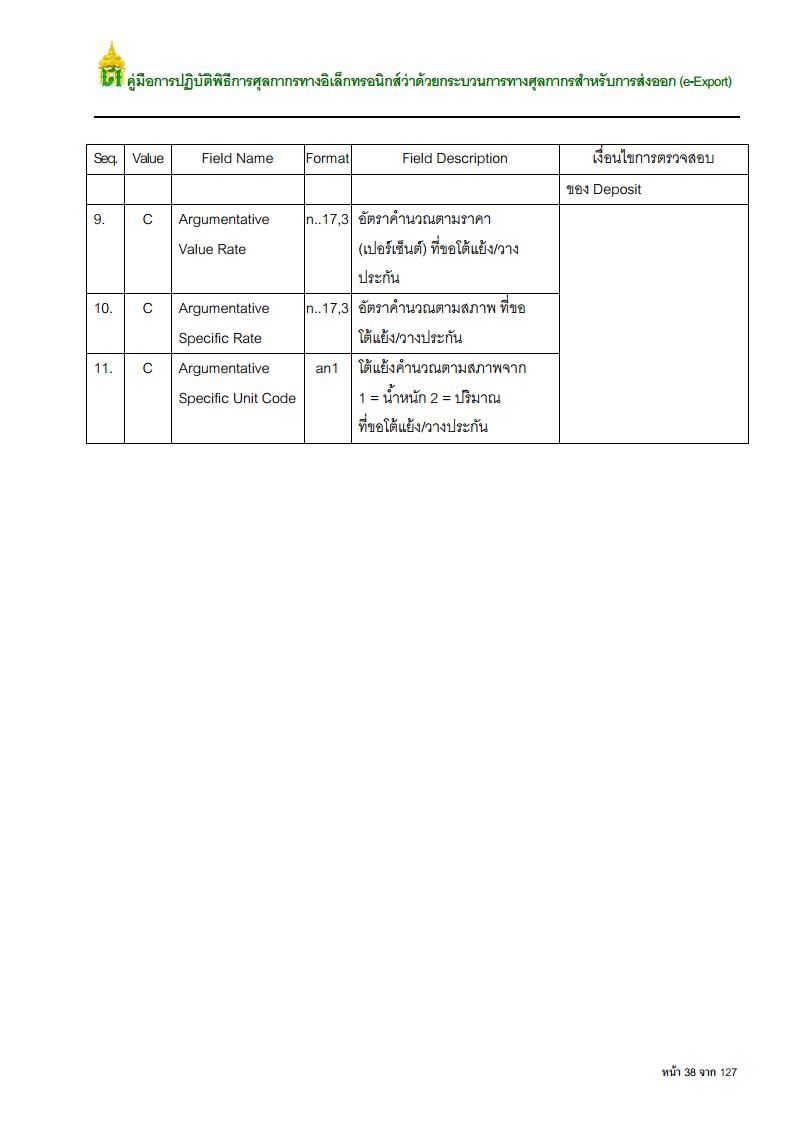 คู่มือการปฏิบัติพิธีการศุลกากรทางอิเล็กทรอนิกส์ว่าด้วยกระบวนการทางศุลกากรสำหรับการส่งออก (e-Export)
Seq. Value Field Name Format Field Description เงื่อนไขการตรวจสอบ
ของ Deposit
9. C Argumentative n..17,3 อัตราคำนวณตามราคา
Value Rate (เปอร์เซ็นต์) ที่ขอโต้แย้ง/วาง
ประกัน
10. C Argumentative n..17,3 อัตราคำนวณตามสภาพ ที่ขอ
Specific Rate โต้แย้ง/วางประกัน
11. C Argumentative an1 โต้แย้งคำนวณตามสภาพจาก
Specific Unit Code 1 = น้ำหนัก 2 = ปริมาณ
ที่ขอโต้แย้ง/วางประกัน
หน้า 38 จาก 127